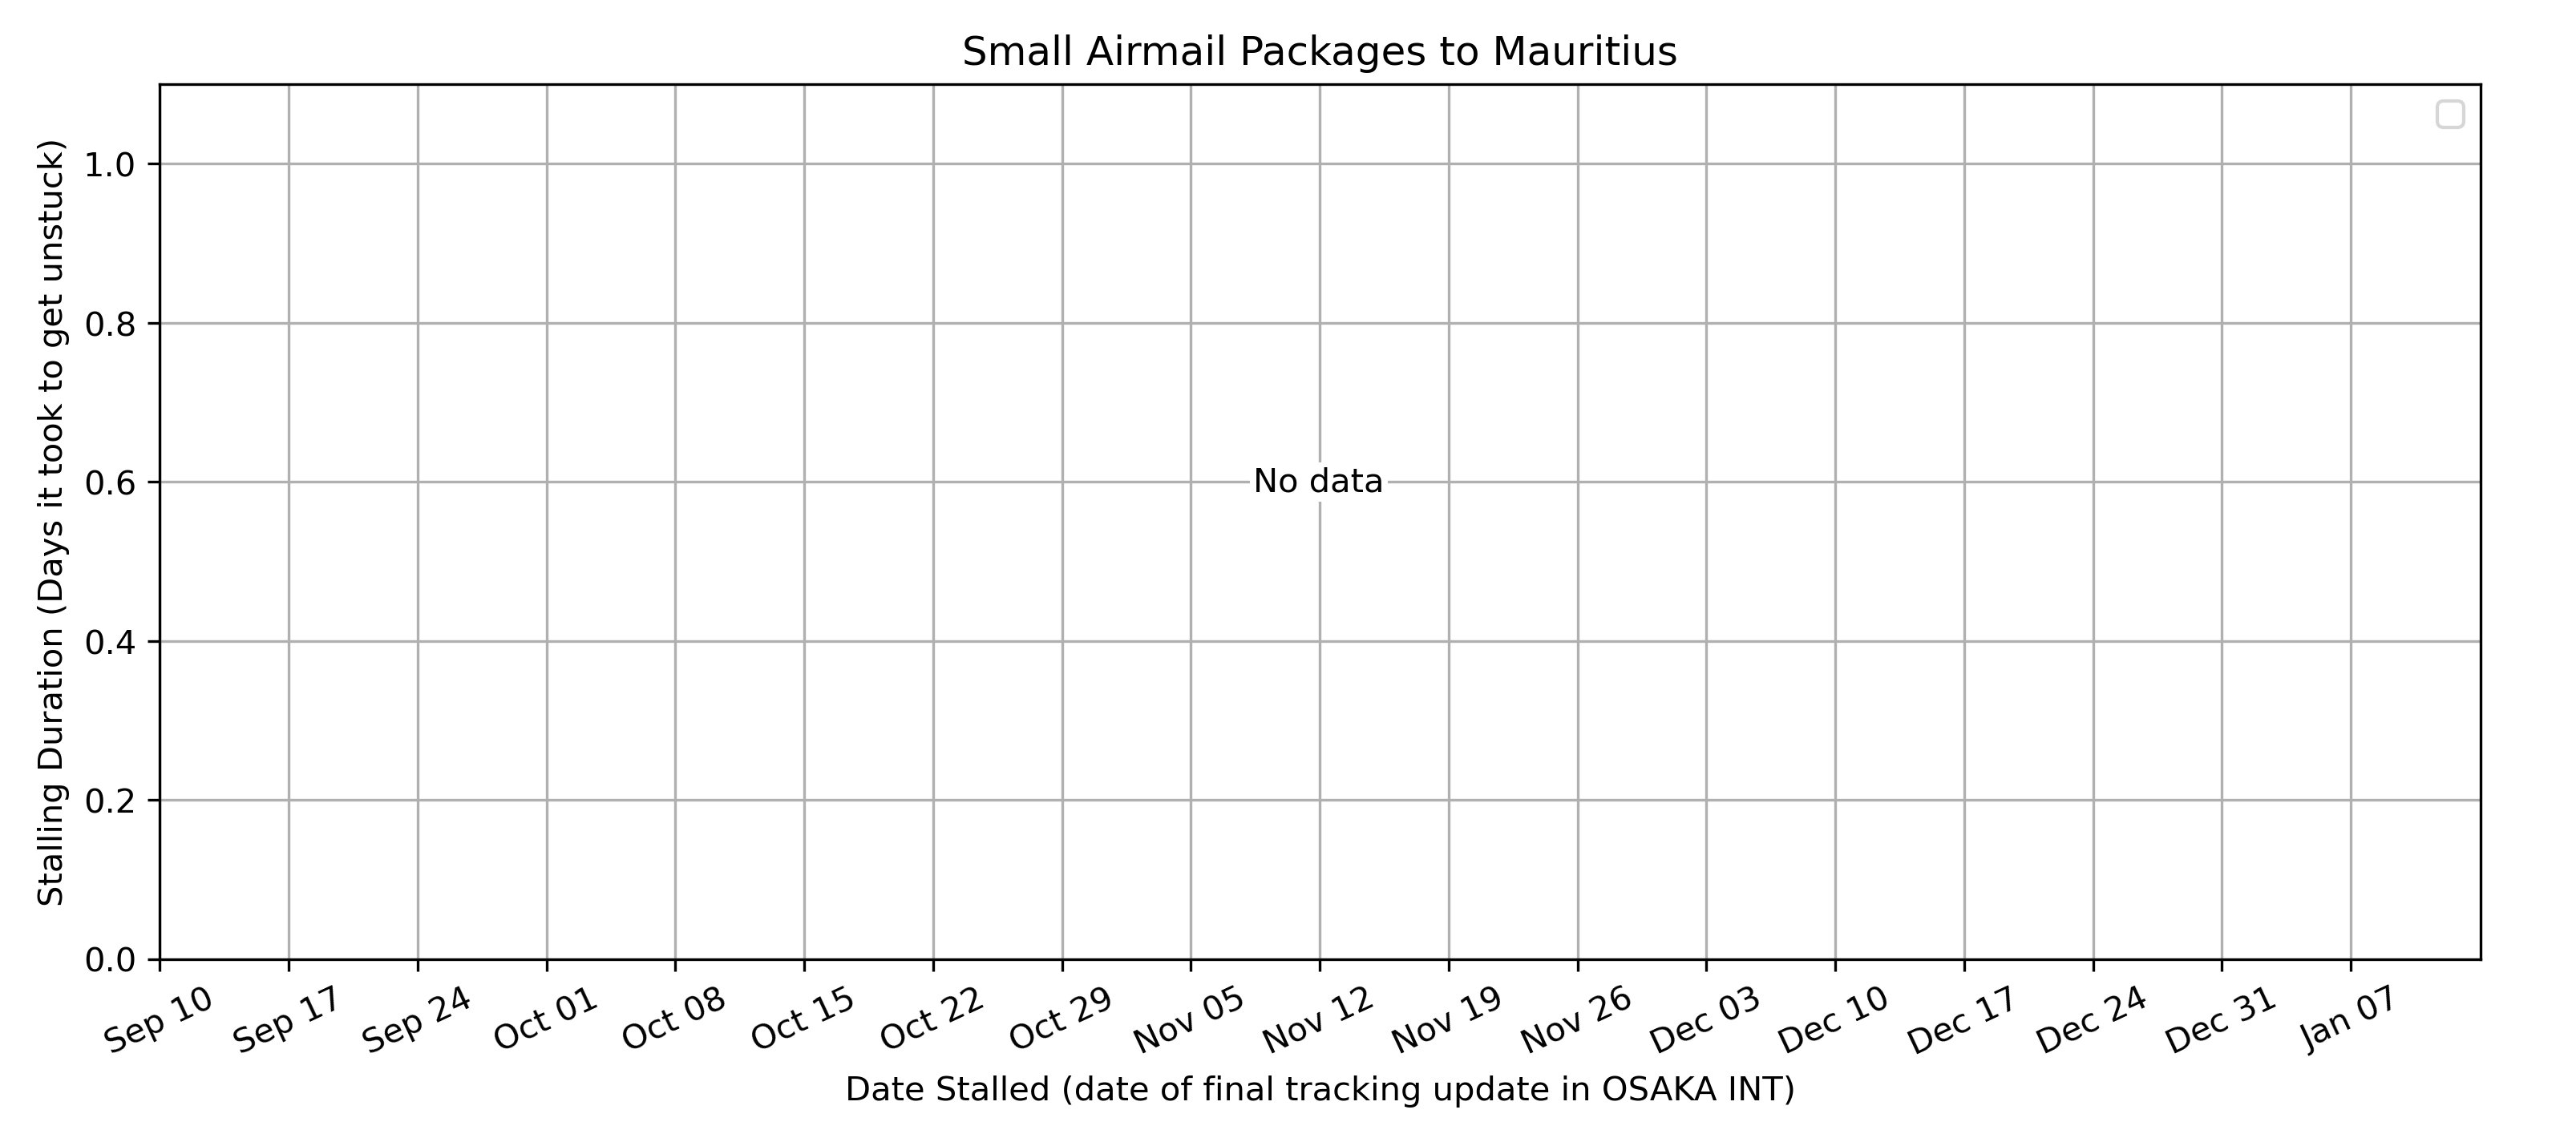 Small Airmail Packages to Mauritius
Stalling Duration (Days it took to get unstuck)
1.0
0.8
0.6
0.4
0.2
0.0
No data
Sep 10
Sep 17
Sep 24
Oct 01
Oct 08
Oct 15
Oct 22
Oct 29
Nov 05
Nov 12
Nov 19
Nov 26
Dec 03
Dec 10
Dec 17
Dec 24
Dec 31
Jan 07
Date Stalled (date of final tracking update in OSAKA INT)